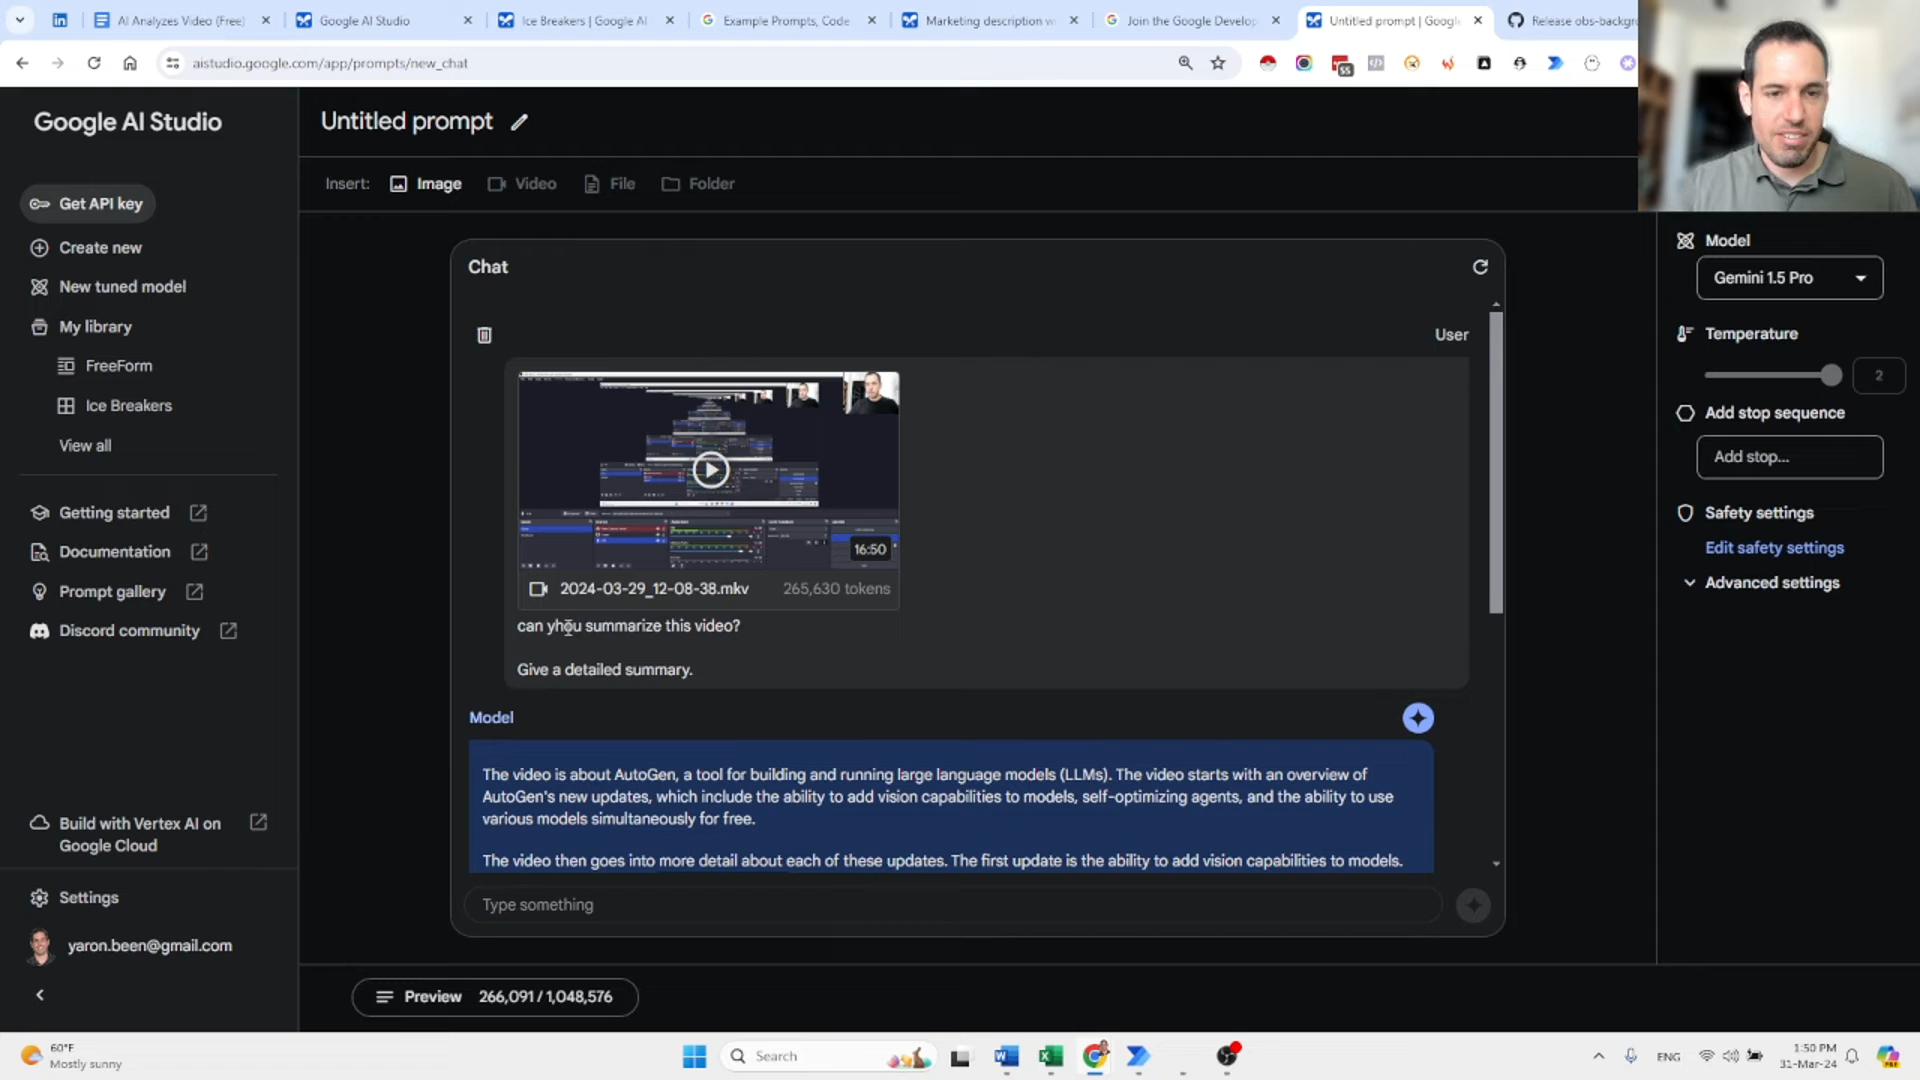 AI Analyzes Video (Free)
Google AI Studio
Ice Breakers | Google AI
Example Prompts, Code
Marketing description w
Join the Google Develop
Untitled prompt | Google
Release obs-backgro
aistudio.google.com/app/prompts/new_chat
55
Google AI Studio
Untitled prompt
Get API key
Insert:
Image
Video
File
Folder
Create new
New tuned model
My library
FreeForm
Ice Breakers
View all
Getting started
Documentation
Prompt gallery
Discord community
Build with Vertex AI on
Google Cloud
Settings
yaron.been@gmail.com
Chat
User
16:50
2024-03-29_12-08-38.mkv
265,630 tokens
can yhou summarize this video?
Give a detailed summary.
Model
The video is about AutoGen, a tool for building and running large language models (LLMs). The video starts with an overview of
AutoGen's new updates, which include the ability to add vision capabilities to models, self-optimizing agents, and the ability to use
various models simultaneously for free.
The video then goes into more detail about each of these updates. The first update is the ability to add vision capabilities to models.
Type something
Preview 266,091 / 1,048,576
Model
Gemini 1.5 Pro
Temperature
2
Add stop sequence
Add stop...
Safety settings
Edit safety settings
Advanced settings
60°F
Mostly sunny
Search
ENG
1:50 PM
31-Mar-24